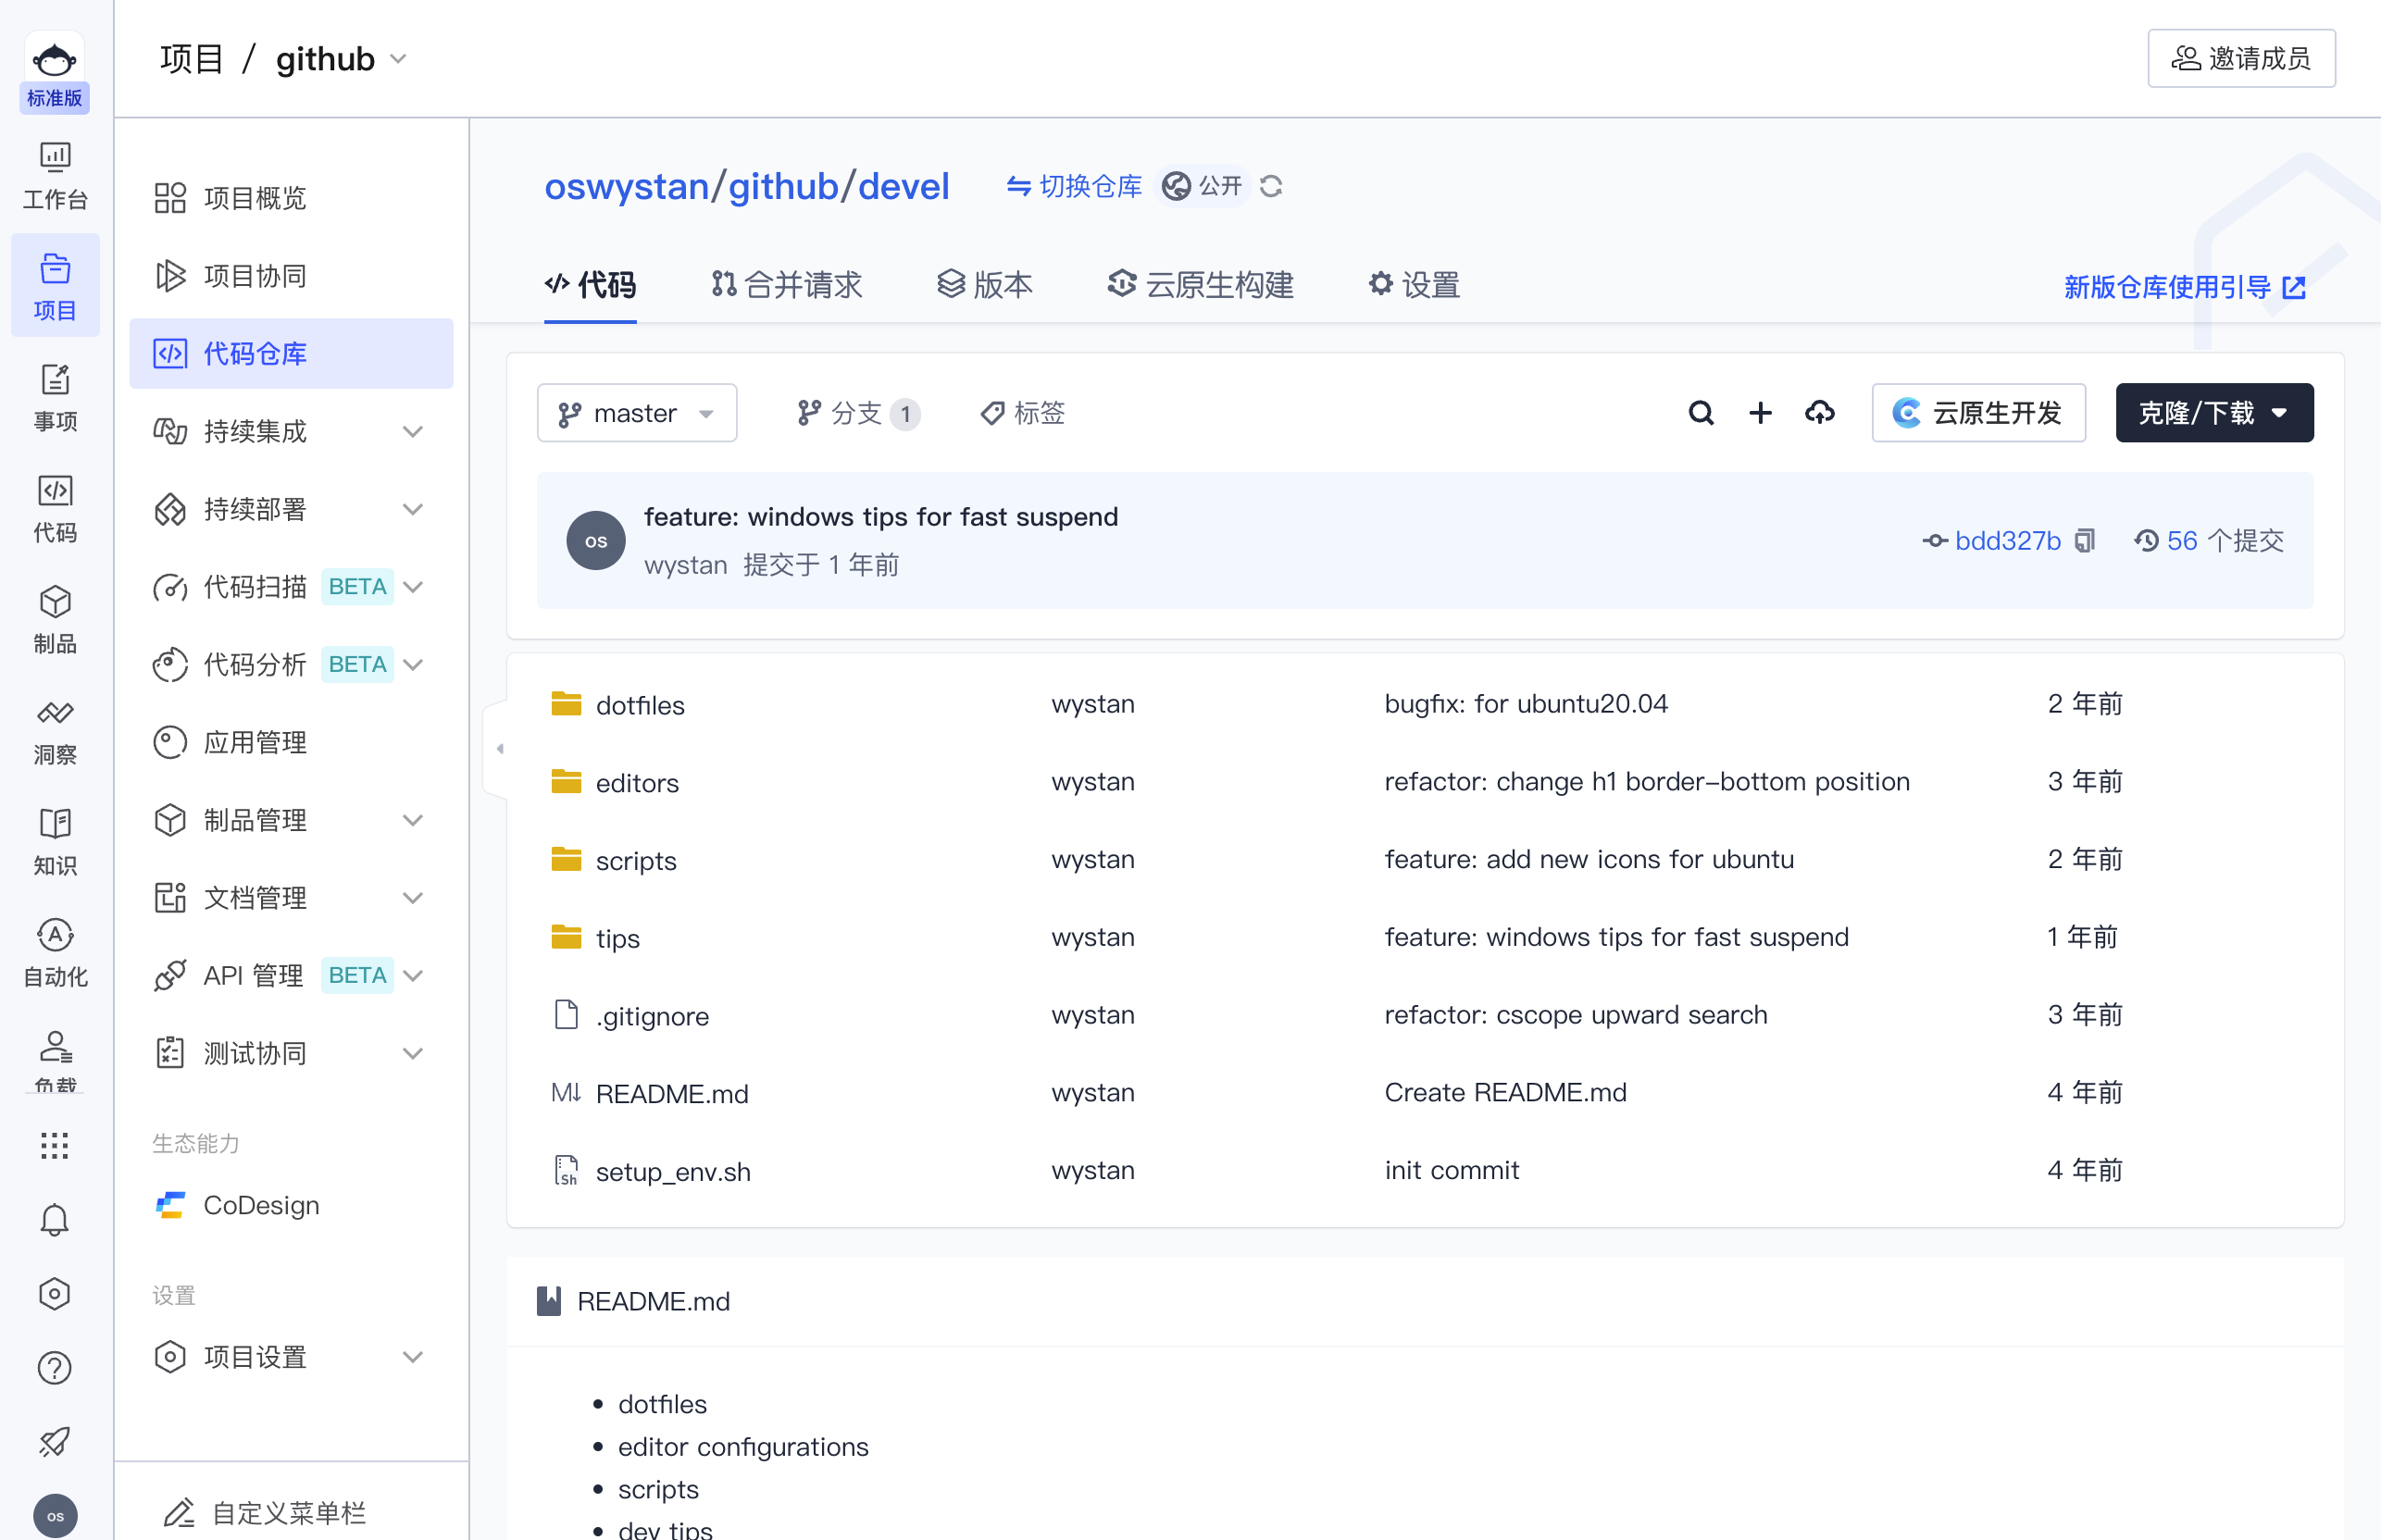 标准版
工作台
项目
事项
代码
制品
洞察
知识
自动化
负载
os
项目 / github
邀请成员
项目概览
项目协同
代码仓库
持续集成
持续部署
代码扫描 BETA
代码分析 BETA
应用管理
制品管理
文档管理
API 管理 BETA
测试协同
生态能力
CoDesign
设置
项目设置
自定义菜单栏
oswystan/github/devel 切换仓库 公开
代码 合并请求 版本 云原生构建 设置 新版仓库使用引导
master 分支 1 标签 云原生开发 克隆/下载
os
feature: windows tips for fast suspend
wystan 提交于 1 年前
bdd327b 56 个提交
dotfiles wystan bugfix: for ubuntu20.04 2 年前
editors wystan refactor: change h1 border-bottom position 3 年前
scripts wystan feature: add new icons for ubuntu 2 年前
tips wystan feature: windows tips for fast suspend 1 年前
.gitignore wystan refactor: cscope upward search 3 年前
M↓ README.md wystan Create README.md 4 年前
Sh setup_env.sh wystan init commit 4 年前
README.md
• dotfiles
• editor configurations
• scripts
• dev tips